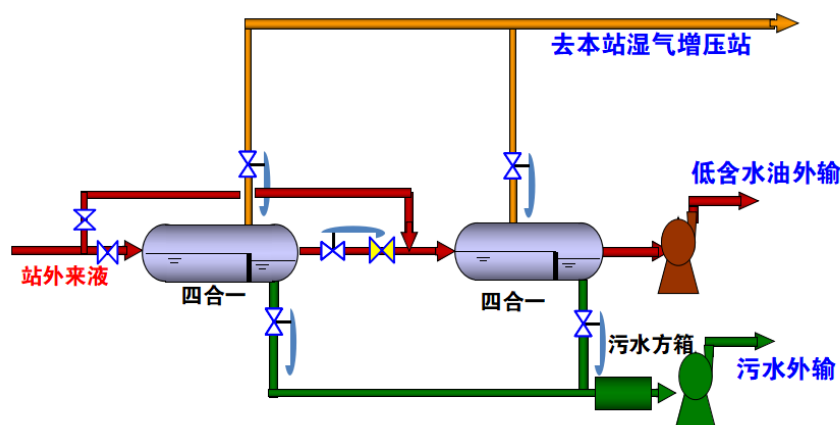 去本站湿气增压站
低含水油外输
站外来液
四合一
四合一
污水方箱
污水外输